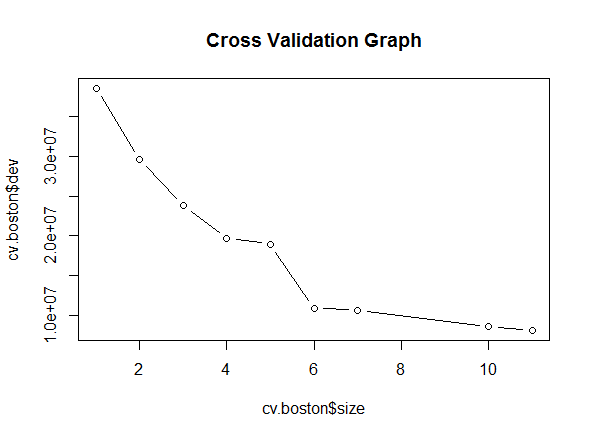 Cross Validation Graph
cv.boston$dev
3.0e+07
2.0e+07
1.0e+07
2 4 6 8 10
cv.boston$size